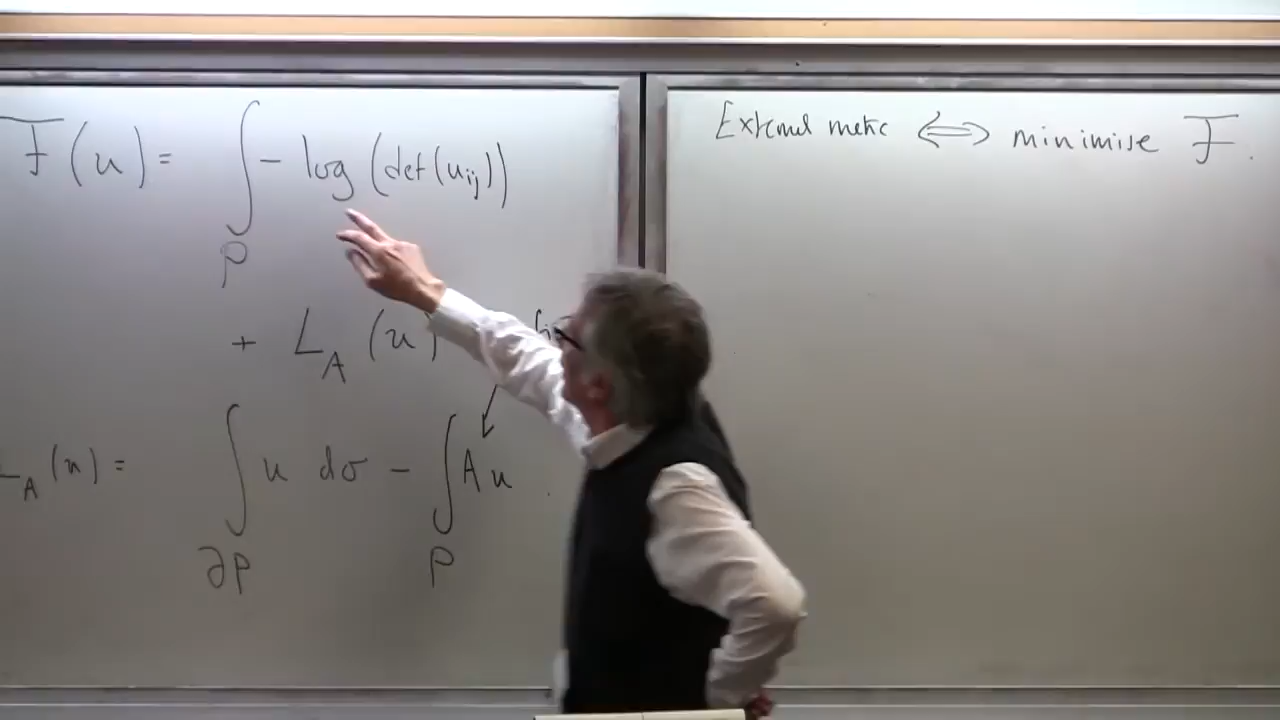 F(u) = ∫_P − log (det(u_ij))
+ L_A (u)
L_A (u) = ∫_∂P u dσ − ∫_P A u .
Extremal metric ⟺ minimise F.